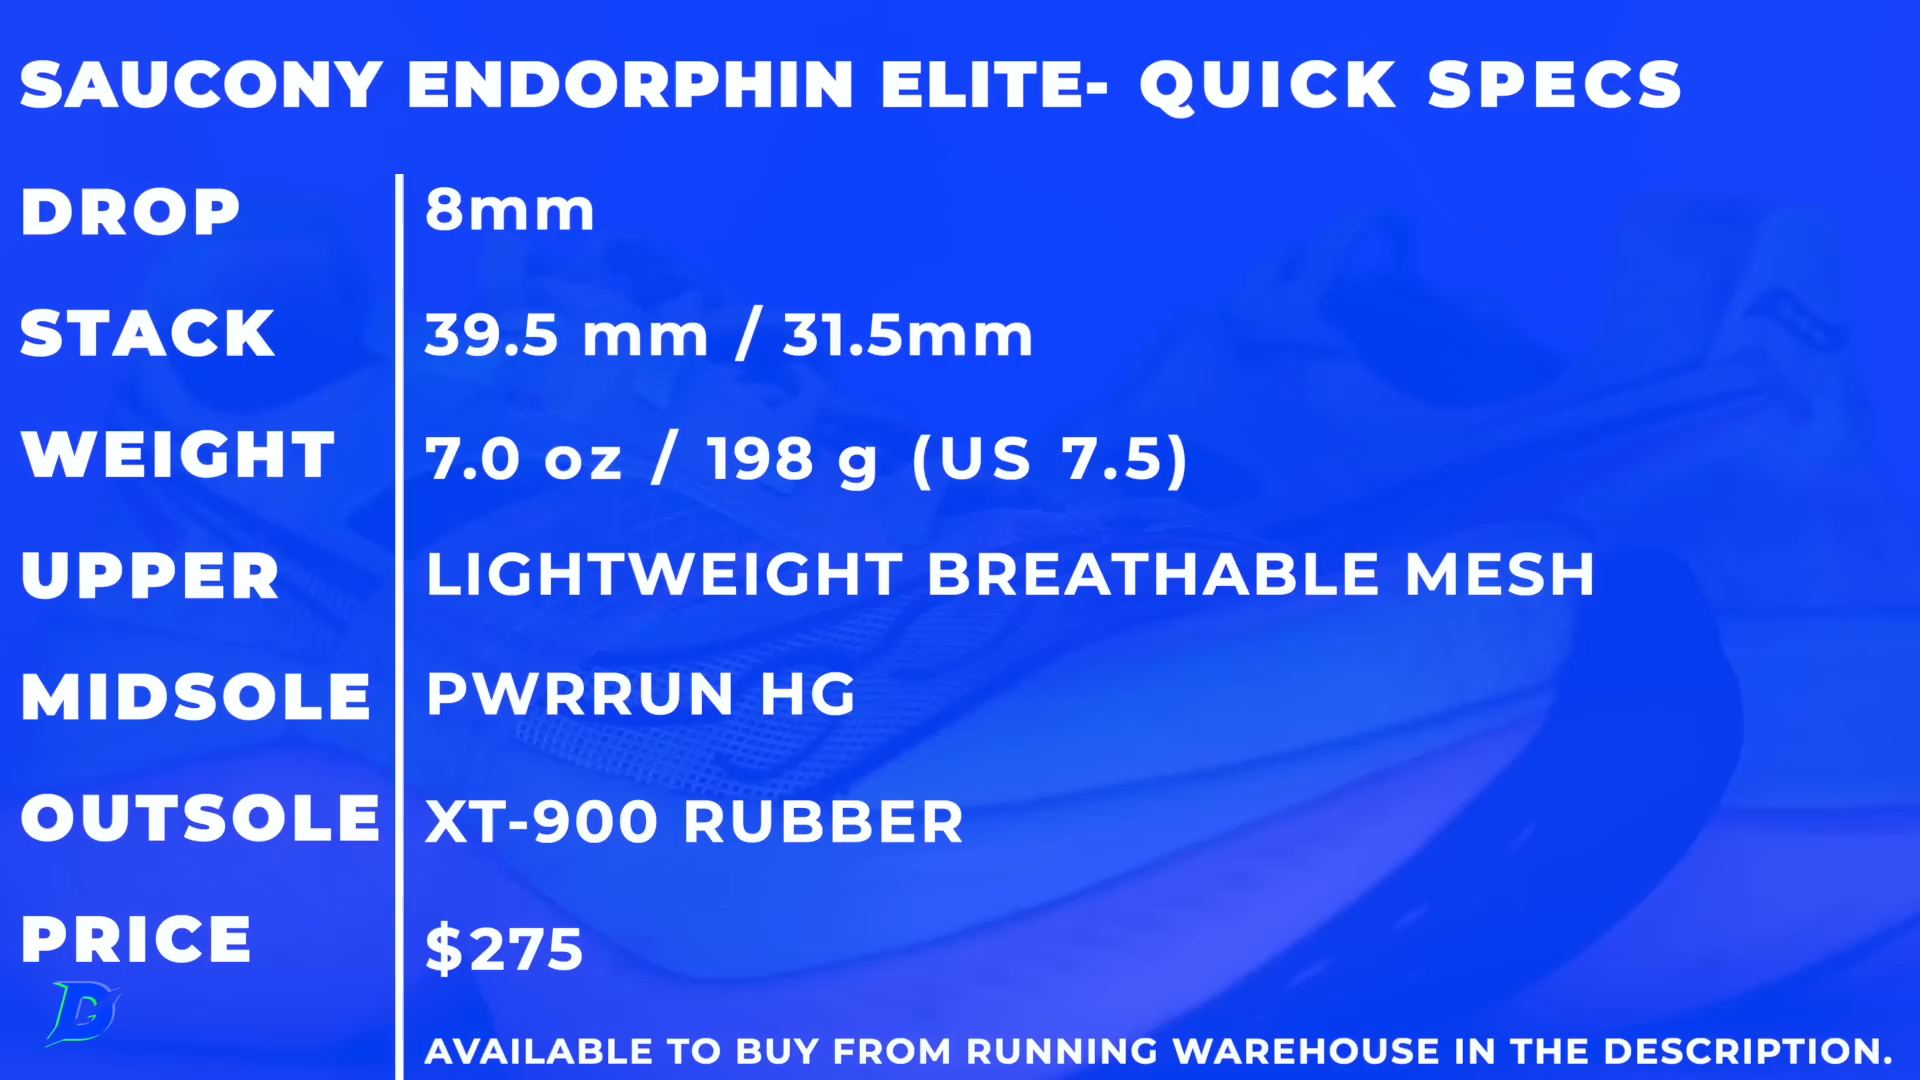 SAUCONY ENDORPHIN ELITE- QUICK SPECS
DROP 8mm
STACK 39.5 mm / 31.5mm
WEIGHT 7.0 oz / 198 g (US 7.5)
UPPER LIGHTWEIGHT BREATHABLE MESH
MIDSOLE PWRRUN HG
OUTSOLE XT-900 RUBBER
PRICE $275
AVAILABLE TO BUY FROM RUNNING WAREHOUSE IN THE DESCRIPTION.